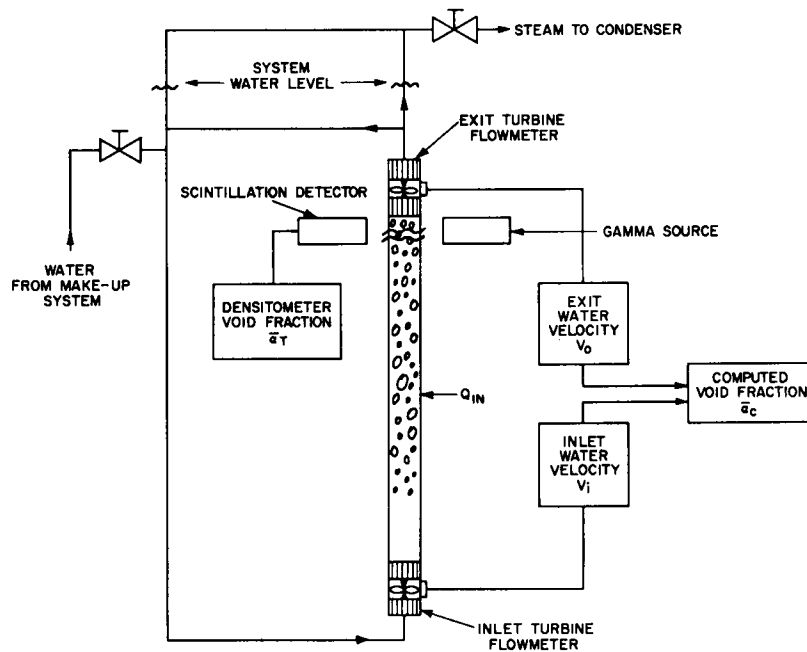 STEAM TO CONDENSER
SYSTEM
WATER LEVEL
EXIT TURBINE
FLOWMETER
SCINTILLATION DETECTOR
GAMMA SOURCE
WATER
FROM MAKE-UP
SYSTEM
DENSITOMETER
VOID FRACTION
ᾱT
EXIT
WATER
VELOCITY
Vo
COMPUTED
VOID FRACTION
ᾱc
QIN
INLET
WATER
VELOCITY
Vi
INLET TURBINE
FLOWMETER